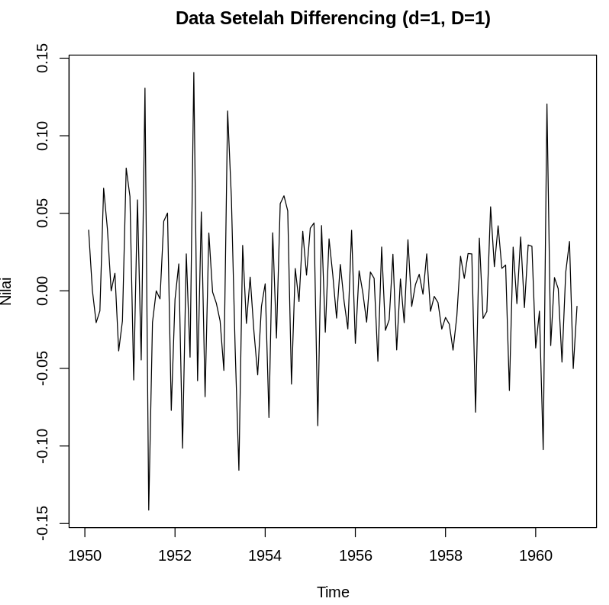 Data Setelah Differencing (d=1, D=1)
0.15
0.10
0.05
0.00
-0.05
-0.10
-0.15
Nilai
1950 1952 1954 1956 1958 1960
Time